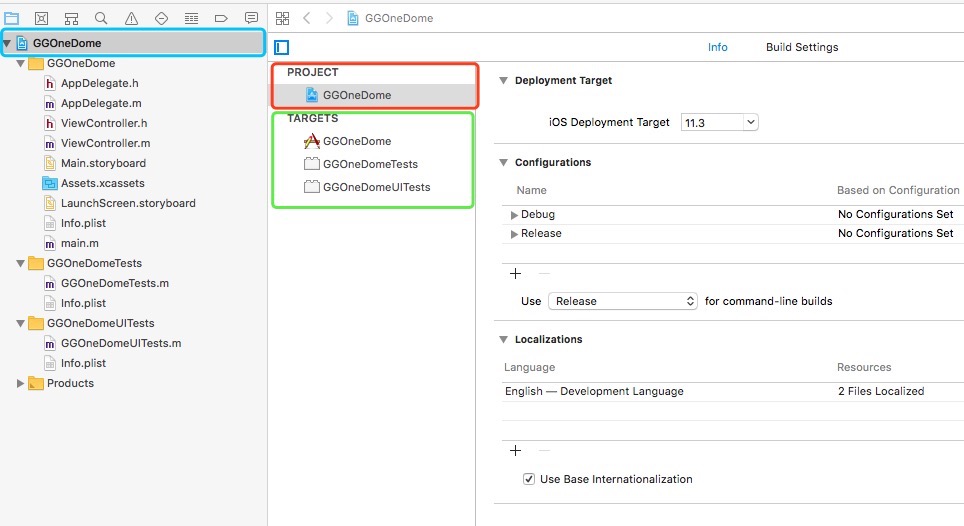 GGOneDome
GGOneDome
AppDelegate.h
AppDelegate.m
ViewController.h
ViewController.m
Main.storyboard
Assets.xcassets
LaunchScreen.storyboard
Info.plist
main.m
GGOneDomeTests
GGOneDomeTests.m
Info.plist
GGOneDomeUITests
GGOneDomeUITests.m
Info.plist
Products
GGOneDome
Info Build Settings
PROJECT
GGOneDome
TARGETS
GGOneDome
GGOneDomeTests
GGOneDomeUITests
Deployment Target
iOS Deployment Target 11.3
Configurations
Name Based on Configuration
Debug No Configurations Set
Release No Configurations Set
Use Release for command-line builds
Localizations
Language Resources
English — Development Language 2 Files Localized
Use Base Internationalization